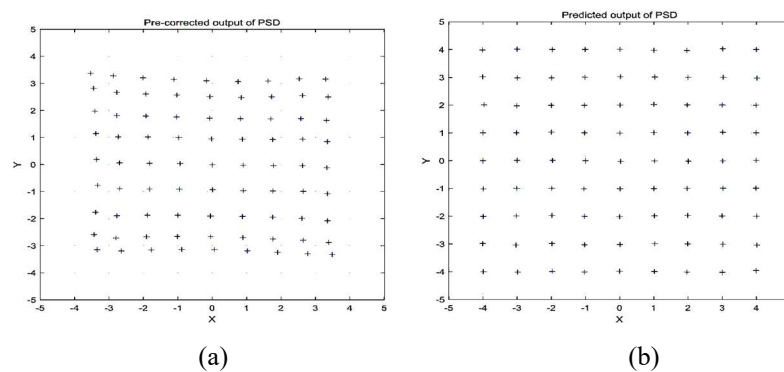 Pre-corrected output of PSD
5
4
3
2
1
0
-1
-2
-3
-4
-5
Y
-5 -4 -3 -2 -1 0 1 2 3 4 5
X
(a)
Predicted output of PSD
5
4
3
2
1
0
-1
-2
-3
-4
-5
Y
-5 -4 -3 -2 -1 0 1 2 3 4
X
(b)